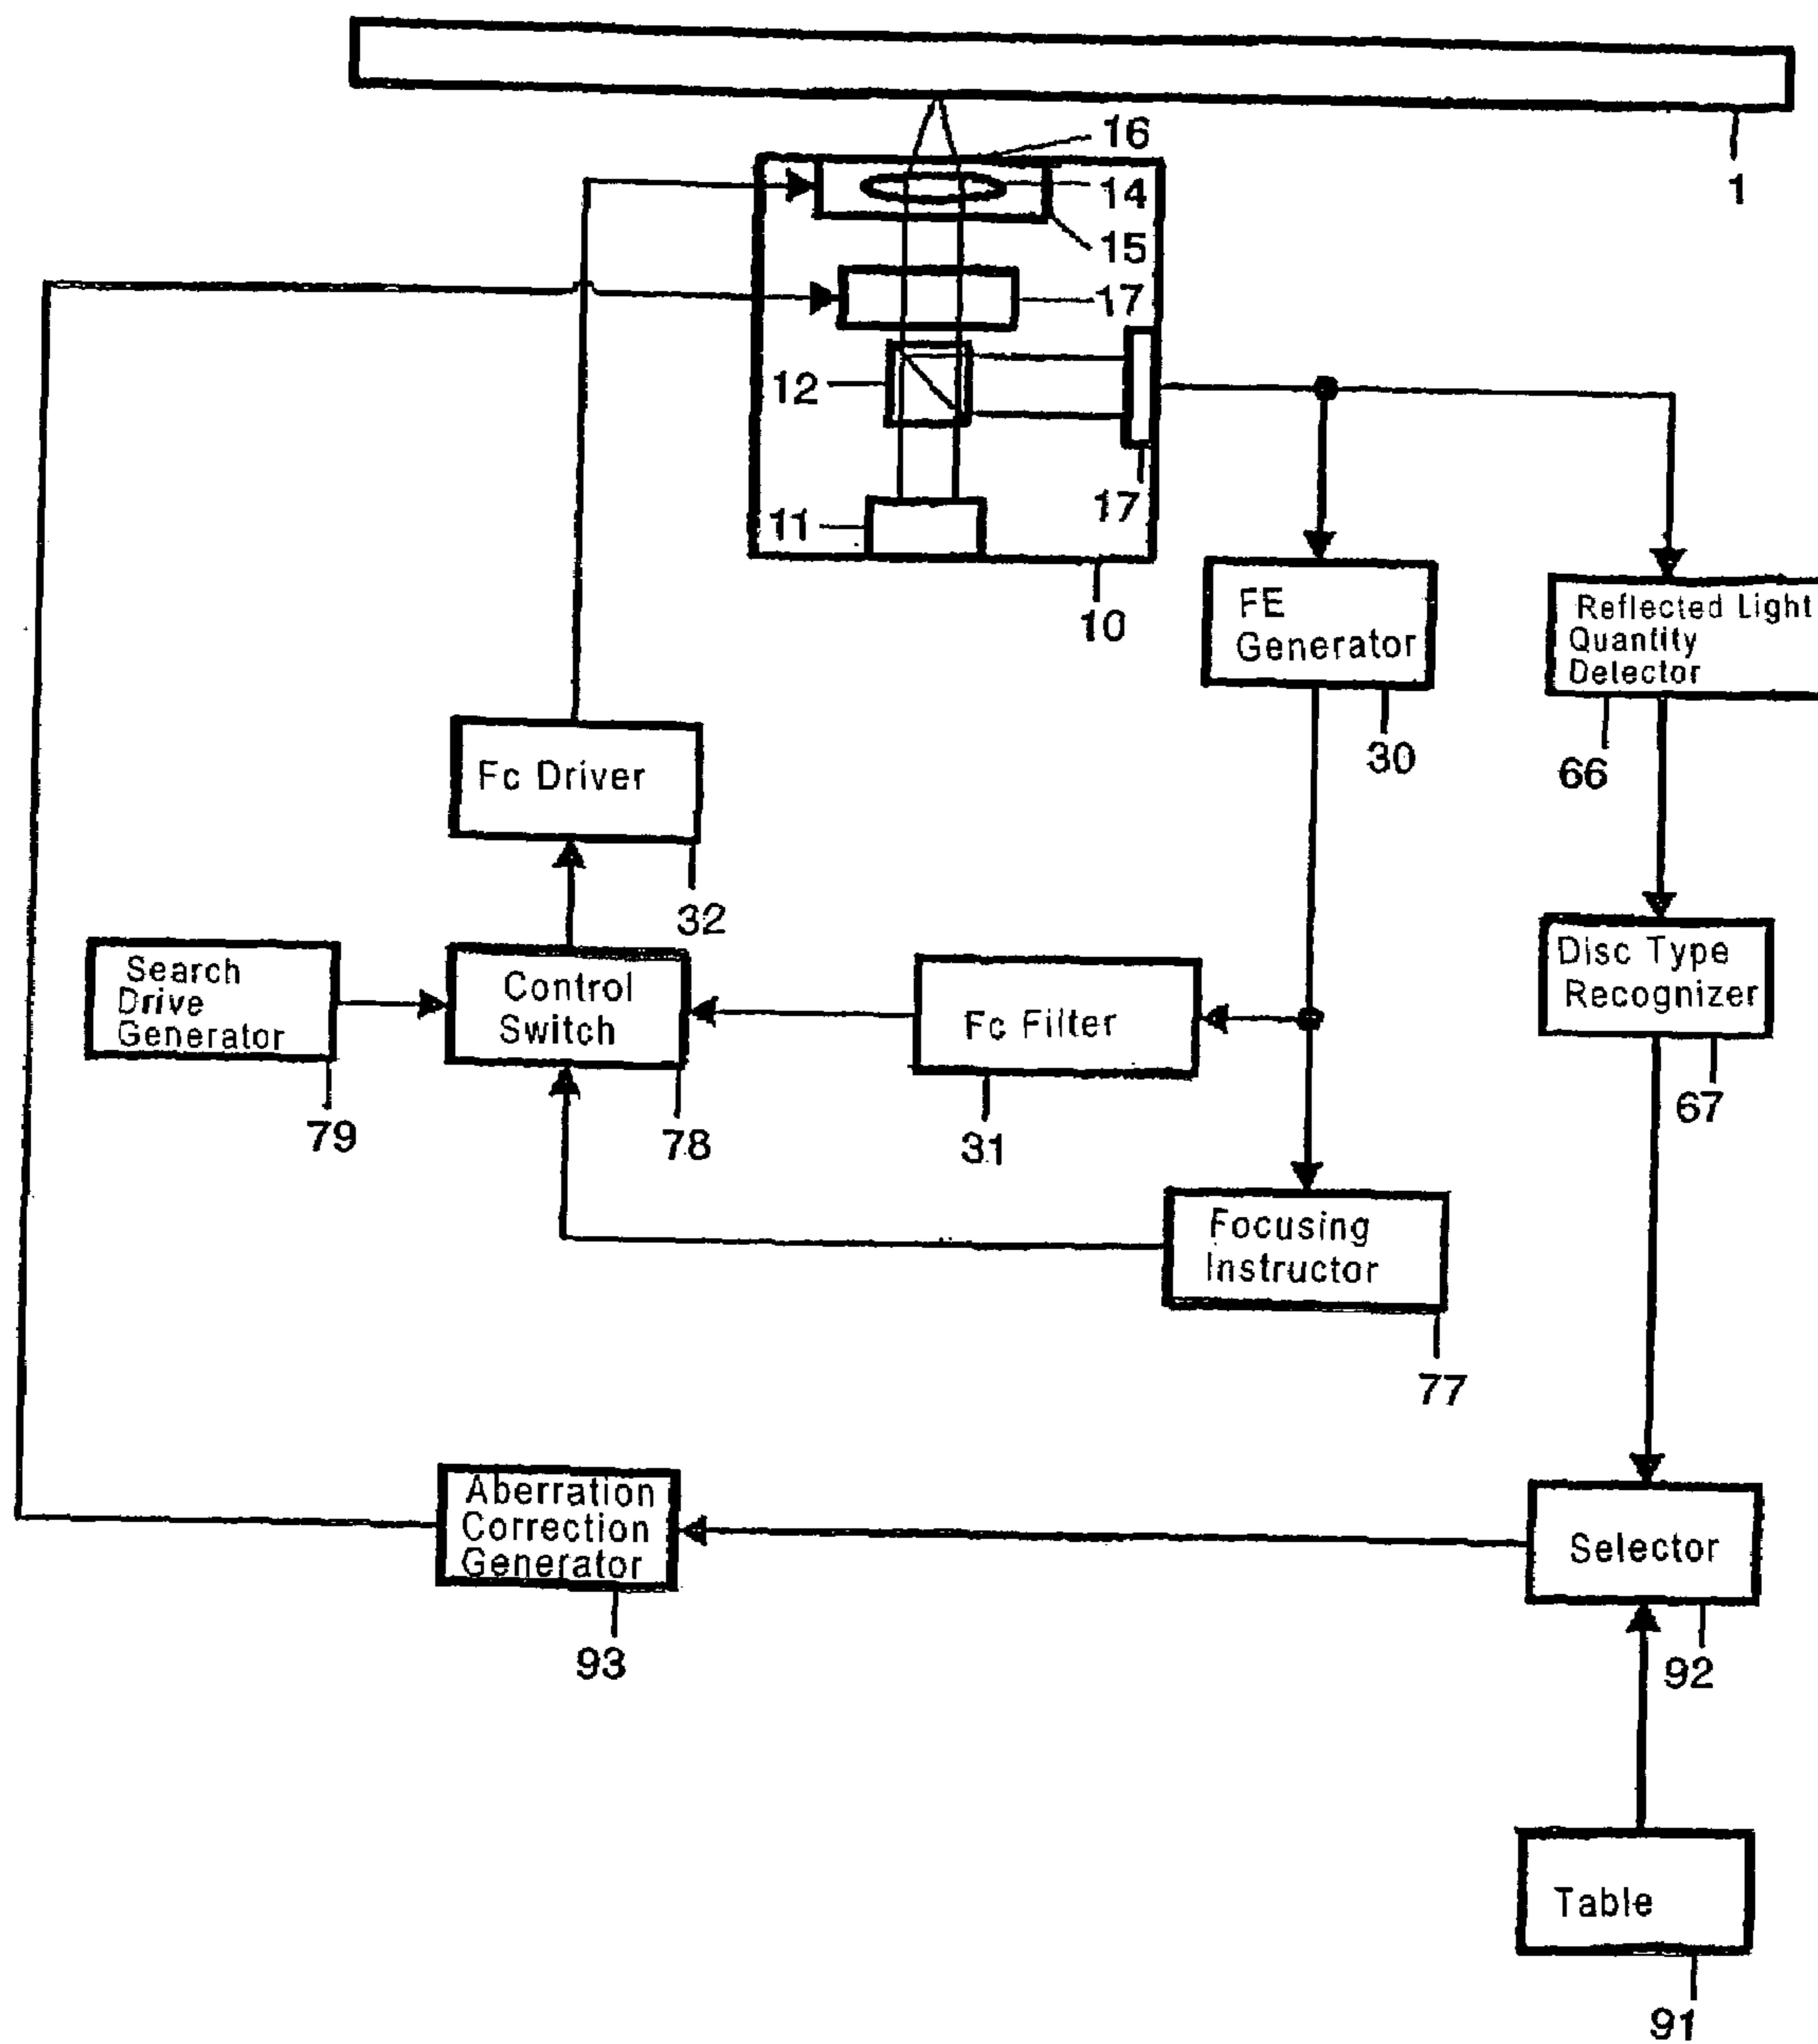 1
16
14
15
17
12
17
11
10
FE
Generator
30
Reflected Light
Quantity
Detector
66
Fc Driver
32
Search
Drive
Generator
79
Control
Switch
78
Fc Filter
31
Disc Type
Recognizer
67
Focusing
Instructor
77
Aberration
Correction
Generator
93
Selector
92
Table
91